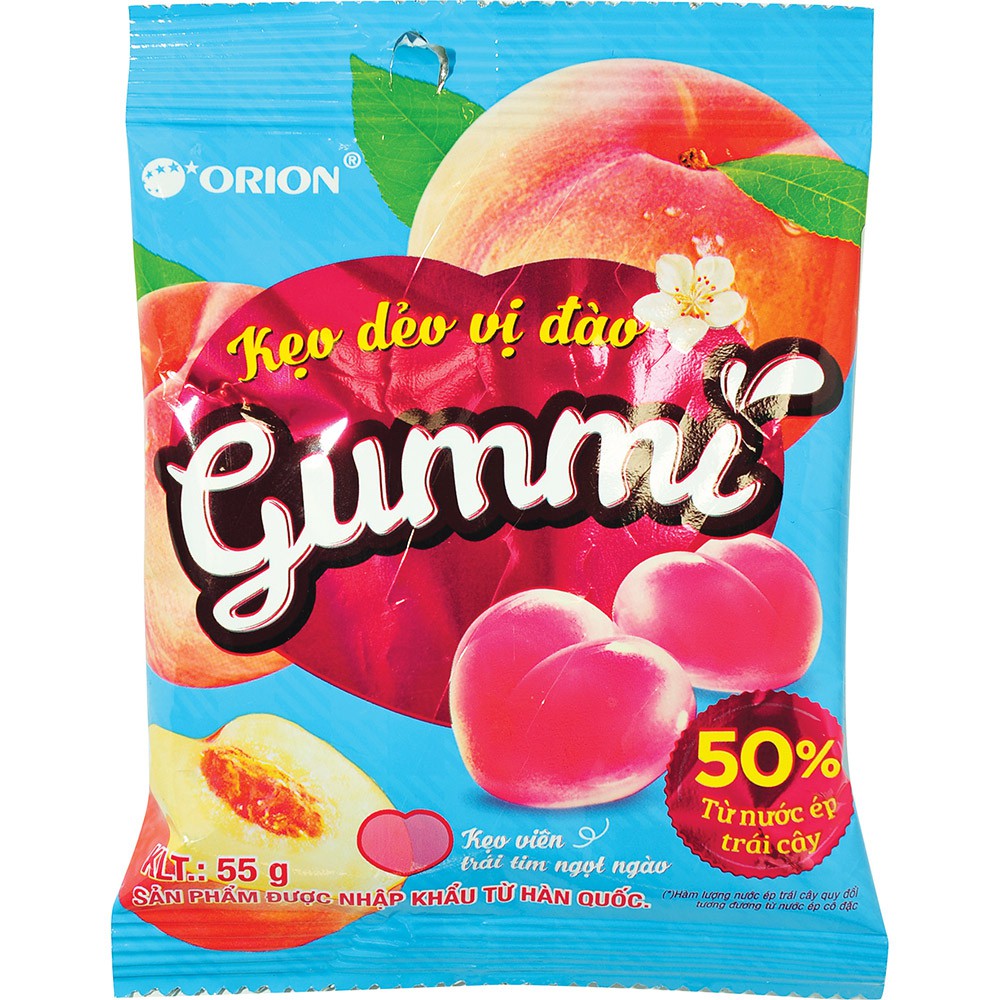 ORION®
Kẹo dẻo vị đào
Gummi
50%
Từ nước ép
trái cây
Kẹo viên
trái tim ngọt ngào
KLT.: 55 g
SẢN PHẨM ĐƯỢC NHẬP KHẨU TỪ HÀN QUỐC.
(*)Hàm lượng nước ép trái cây quy đổi
tương đương từ nước ép cô đặc